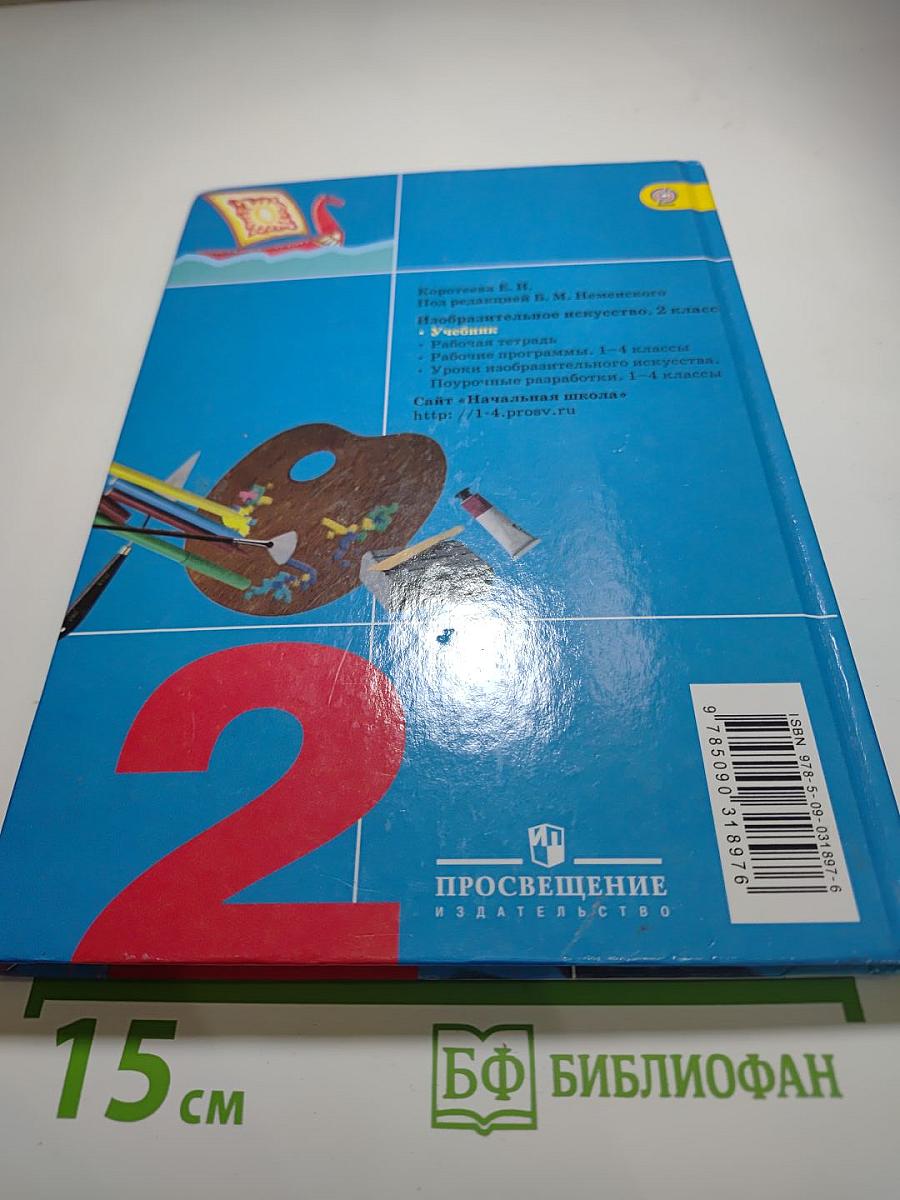 Коротеева Е. И.
Под редакцией Б. М. Неменского
Изобразительное искусство. 2 класс
• Учебник
• Рабочая тетрадь
• Рабочие программы. 1–4 классы
• Уроки изобразительного искусства.
Поурочные разработки. 1–4 классы
Сайт «Начальная школа»
http: //1-4.prosv.ru
2
ISBN 978-5-09-031897-6
9 785090 318976
ИП
ПРОСВЕЩЕНИЕ
ИЗДАТЕЛЬСТВО
15 см
БФ БИБЛИОФАН